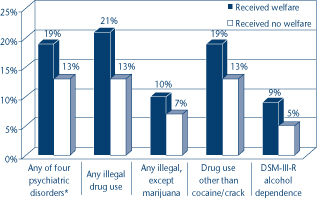 Received welfare
Received no welfare
25%
20%
15%
10%
5%
0%
19%
13%
21%
13%
10%
7%
19%
13%
9%
5%
Any of four
psychiatric
disorders*
Any illegal
drug use
Any illegal,
except
marijuana
Drug use
other than
cocaine/crack
DSM-III-R
alcohol
dependence